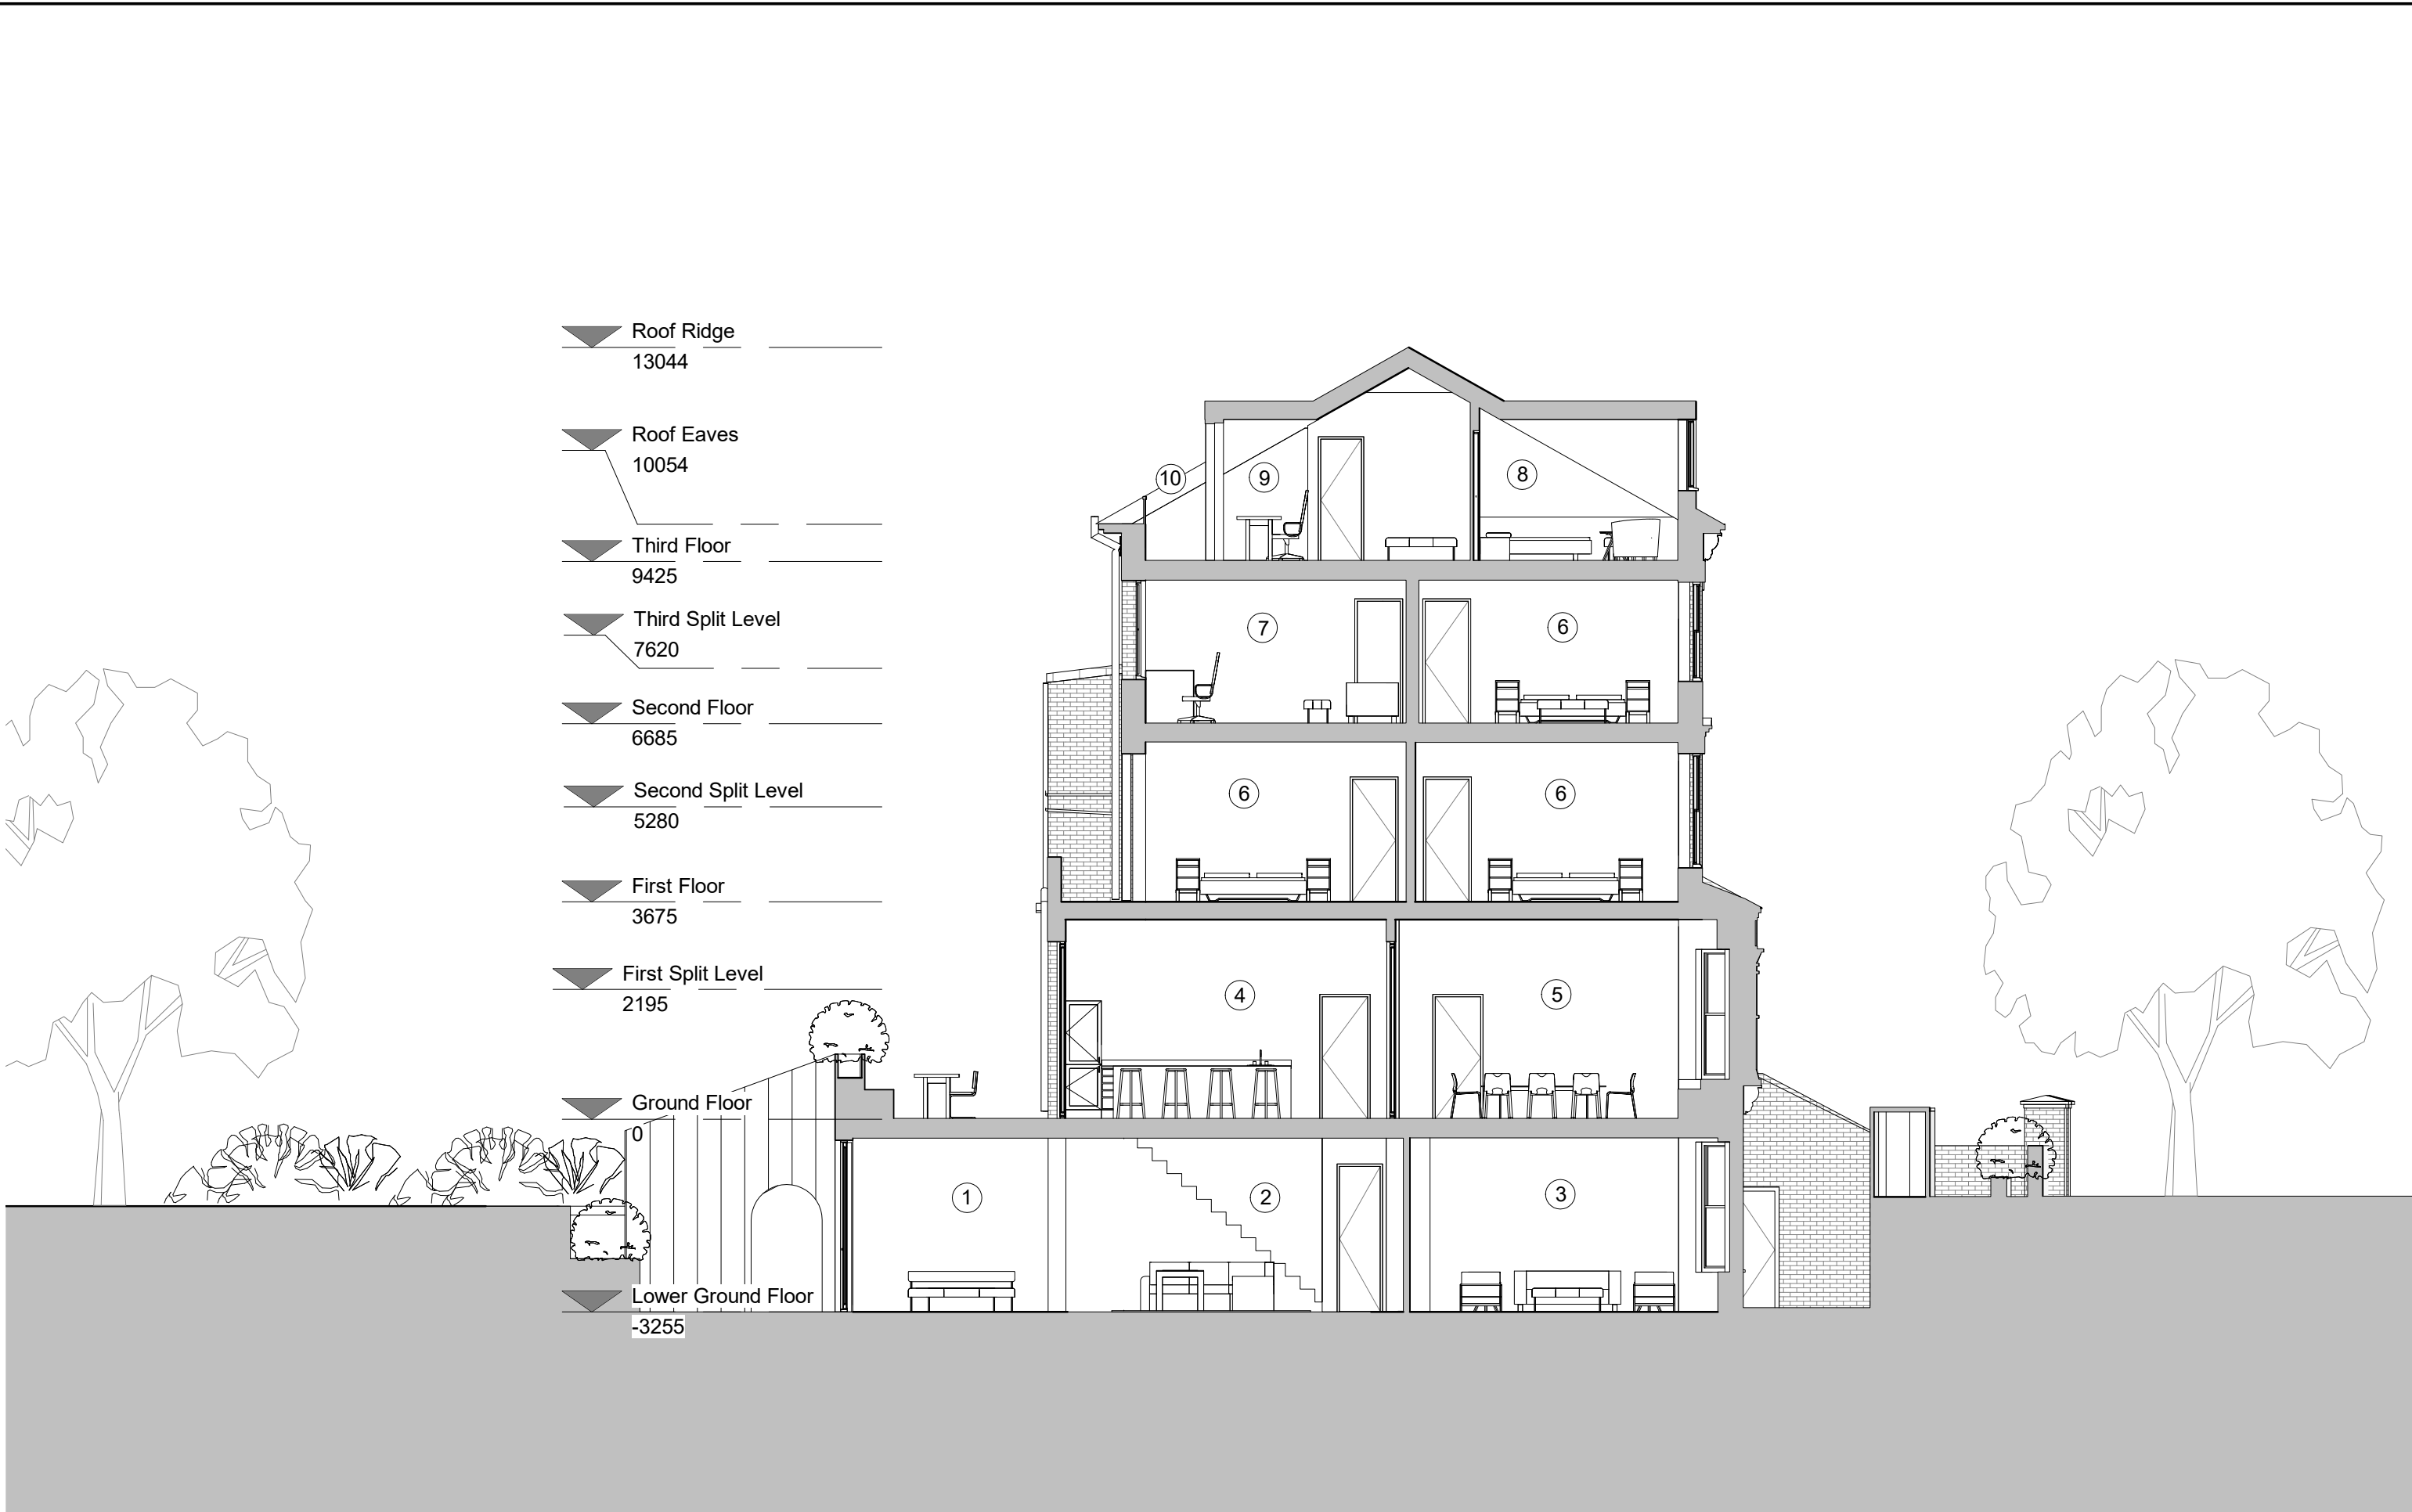 Roof Ridge
13044
Roof Eaves
10054
10
9
8
Third Floor
9425
Third Split Level
7620
7
6
Second Floor
6685
Second Split Level
5280
6
6
First Floor
3675
First Split Level
2195
4
5
Ground Floor
0
1
2
3
Lower Ground Floor
-3255